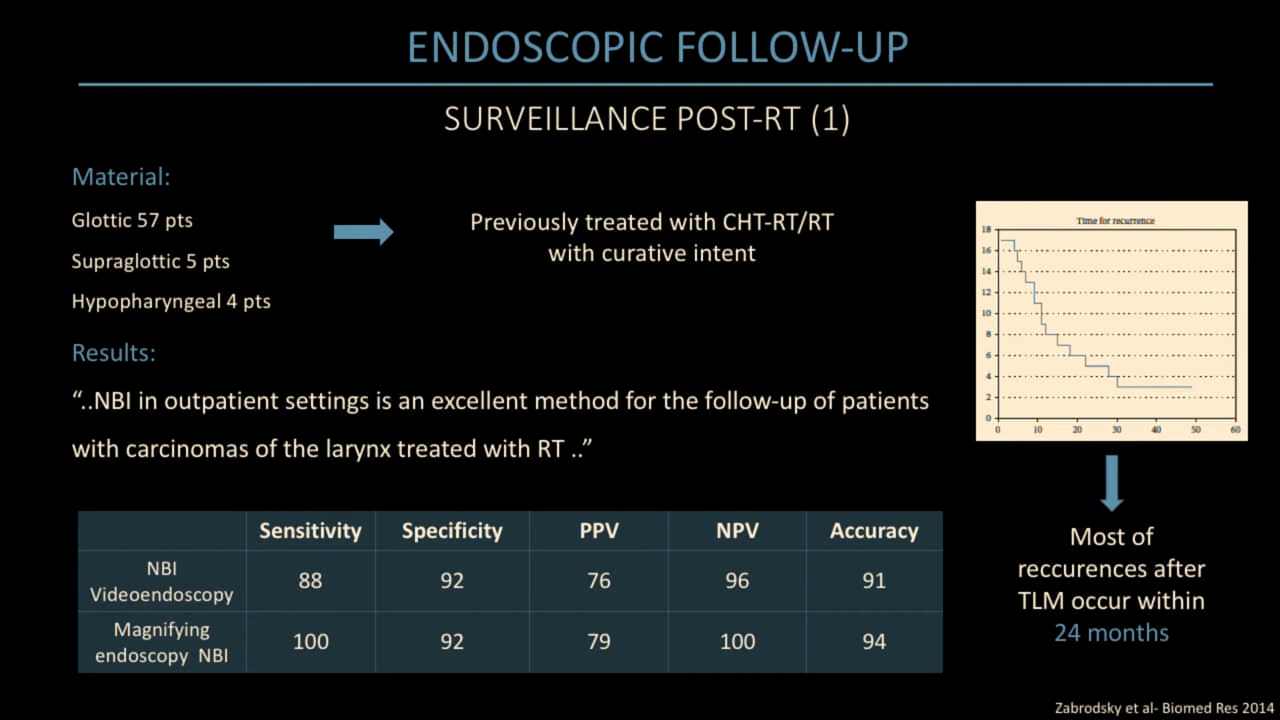 ENDOSCOPIC FOLLOW-UP
SURVEILLANCE POST-RT (1)
Material:
Glottic 57 pts
Supraglottic 5 pts
Hypopharyngeal 4 pts
Previously treated with CHT-RT/RT
with curative intent
Results:
“..NBI in outpatient settings is an excellent method for the follow-up of patients
with carcinomas of the larynx treated with RT ..”
Sensitivity Specificity PPV NPV Accuracy
NBI
Videoendoscopy
88 92 76 96 91
Magnifying
endoscopy NBI
100 92 79 100 94
Time for recurrence
18
16
14
12
10
8
6
4
2
0
0 10 20 30 40 50 60
Most of
reccurences after
TLM occur within
24 months
Zabrodsky et al- Biomed Res 2014